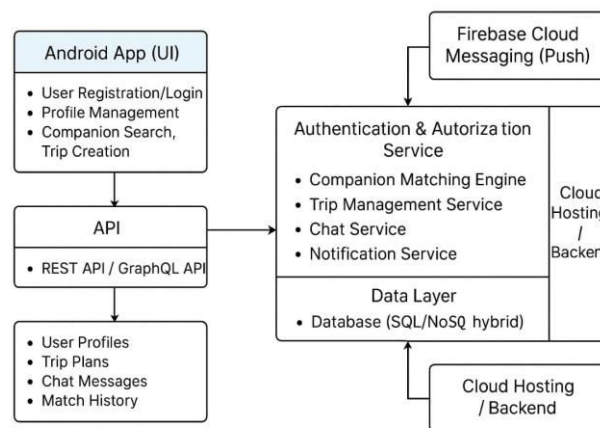 Android App (UI)
• User Registration/Login
• Profile Management
• Companion Search,
Trip Creation
API
• REST API / GraphQL API
• User Profiles
• Trip Plans
• Chat Messages
• Match History
Firebase Cloud
Messaging (Push)
Authentication & Autorization
Service
• Companion Matching Engine
• Trip Management Service
• Chat Service
• Notification Service
Data Layer
• Database (SQL/NoSQ hybrid)
Cloud
Hosting
/
Backen
Cloud Hosting
/ Backend